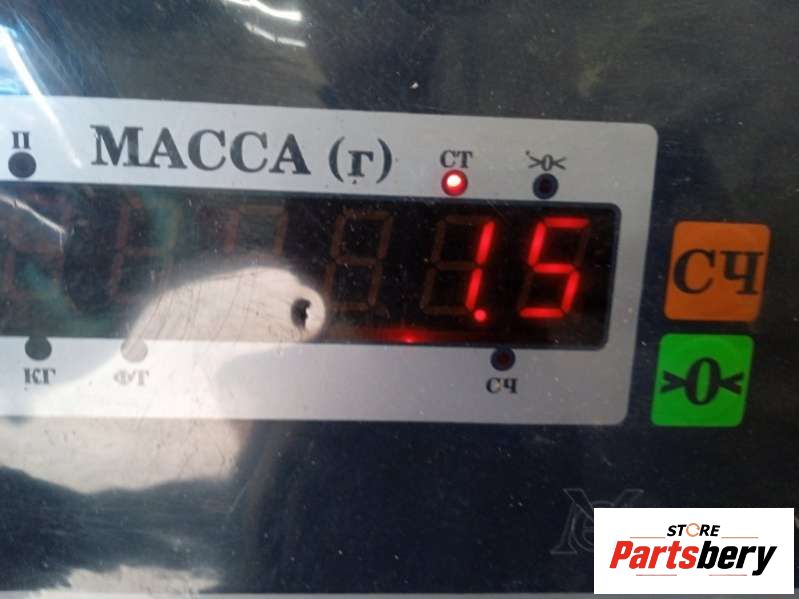 П МАССА (г) СТ >0<
1.5
СЧ
>0<
КГ ФТ СЧ
STORE
Partsbery